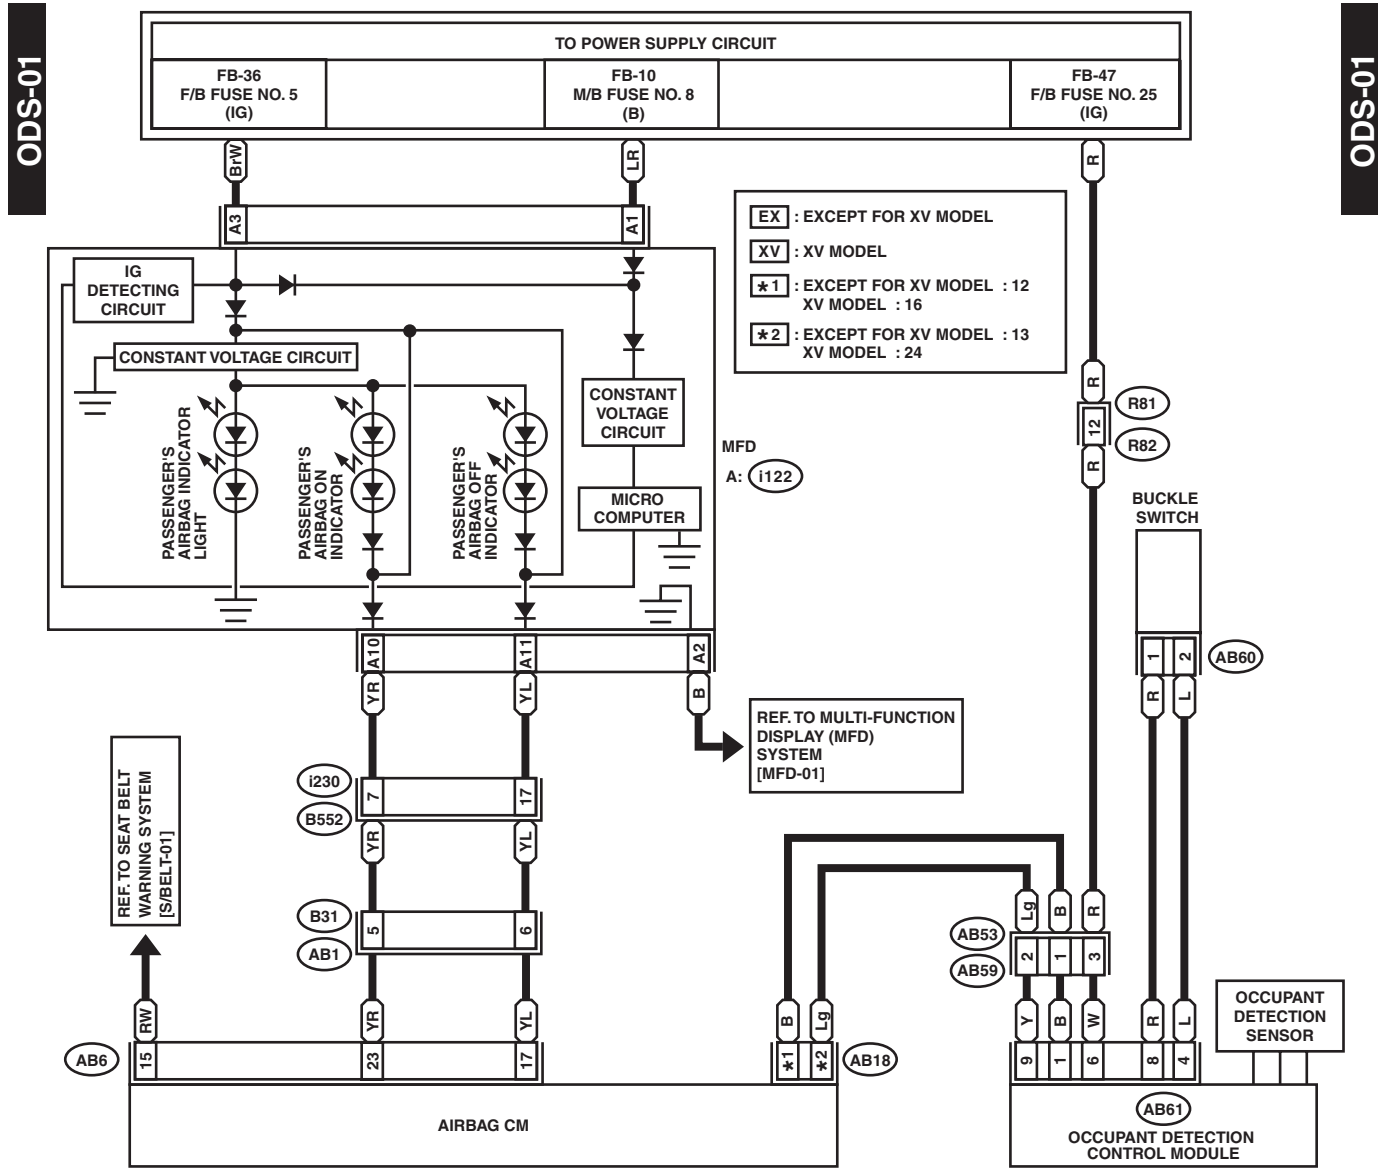 ODS-01
ODS-01
TO POWER SUPPLY CIRCUIT
FB-36
F/B FUSE NO. 5
(IG)
FB-10
M/B FUSE NO. 8
(B)
FB-47
F/B FUSE NO. 25
(IG)
BrW
LR
R
A3
A1
EX : EXCEPT FOR XV MODEL
XV : XV MODEL
*1 : EXCEPT FOR XV MODEL : 12
XV MODEL : 16
*2 : EXCEPT FOR XV MODEL : 13
XV MODEL : 24
IG
DETECTING
CIRCUIT
CONSTANT VOLTAGE CIRCUIT
CONSTANT
VOLTAGE
CIRCUIT
MICRO
COMPUTER
PASSENGER'S
AIRBAG INDICATOR
LIGHT
PASSENGER'S
AIRBAG ON
INDICATOR
PASSENGER'S
AIRBAG OFF
INDICATOR
MFD
A: i122
R
12
R
R81
R82
BUCKLE
SWITCH
1
2
AB60
R
L
A10
A11
A2
YR
YL
B
REF. TO MULTI-FUNCTION
DISPLAY (MFD)
SYSTEM
[MFD-01]
REF. TO SEAT BELT
WARNING SYSTEM
[S/BELT-01]
i230
B552
7
17
YR
YL
B31
AB1
5
6
Lg
B
R
AB53
AB59
2
1
3
RW
YR
YL
B
Lg
Y
B
W
R
L
AB6
15
23
17
*1
*2
AB18
9
1
6
8
4
OCCUPANT
DETECTION
SENSOR
AIRBAG CM
AB61
OCCUPANT DETECTION
CONTROL MODULE